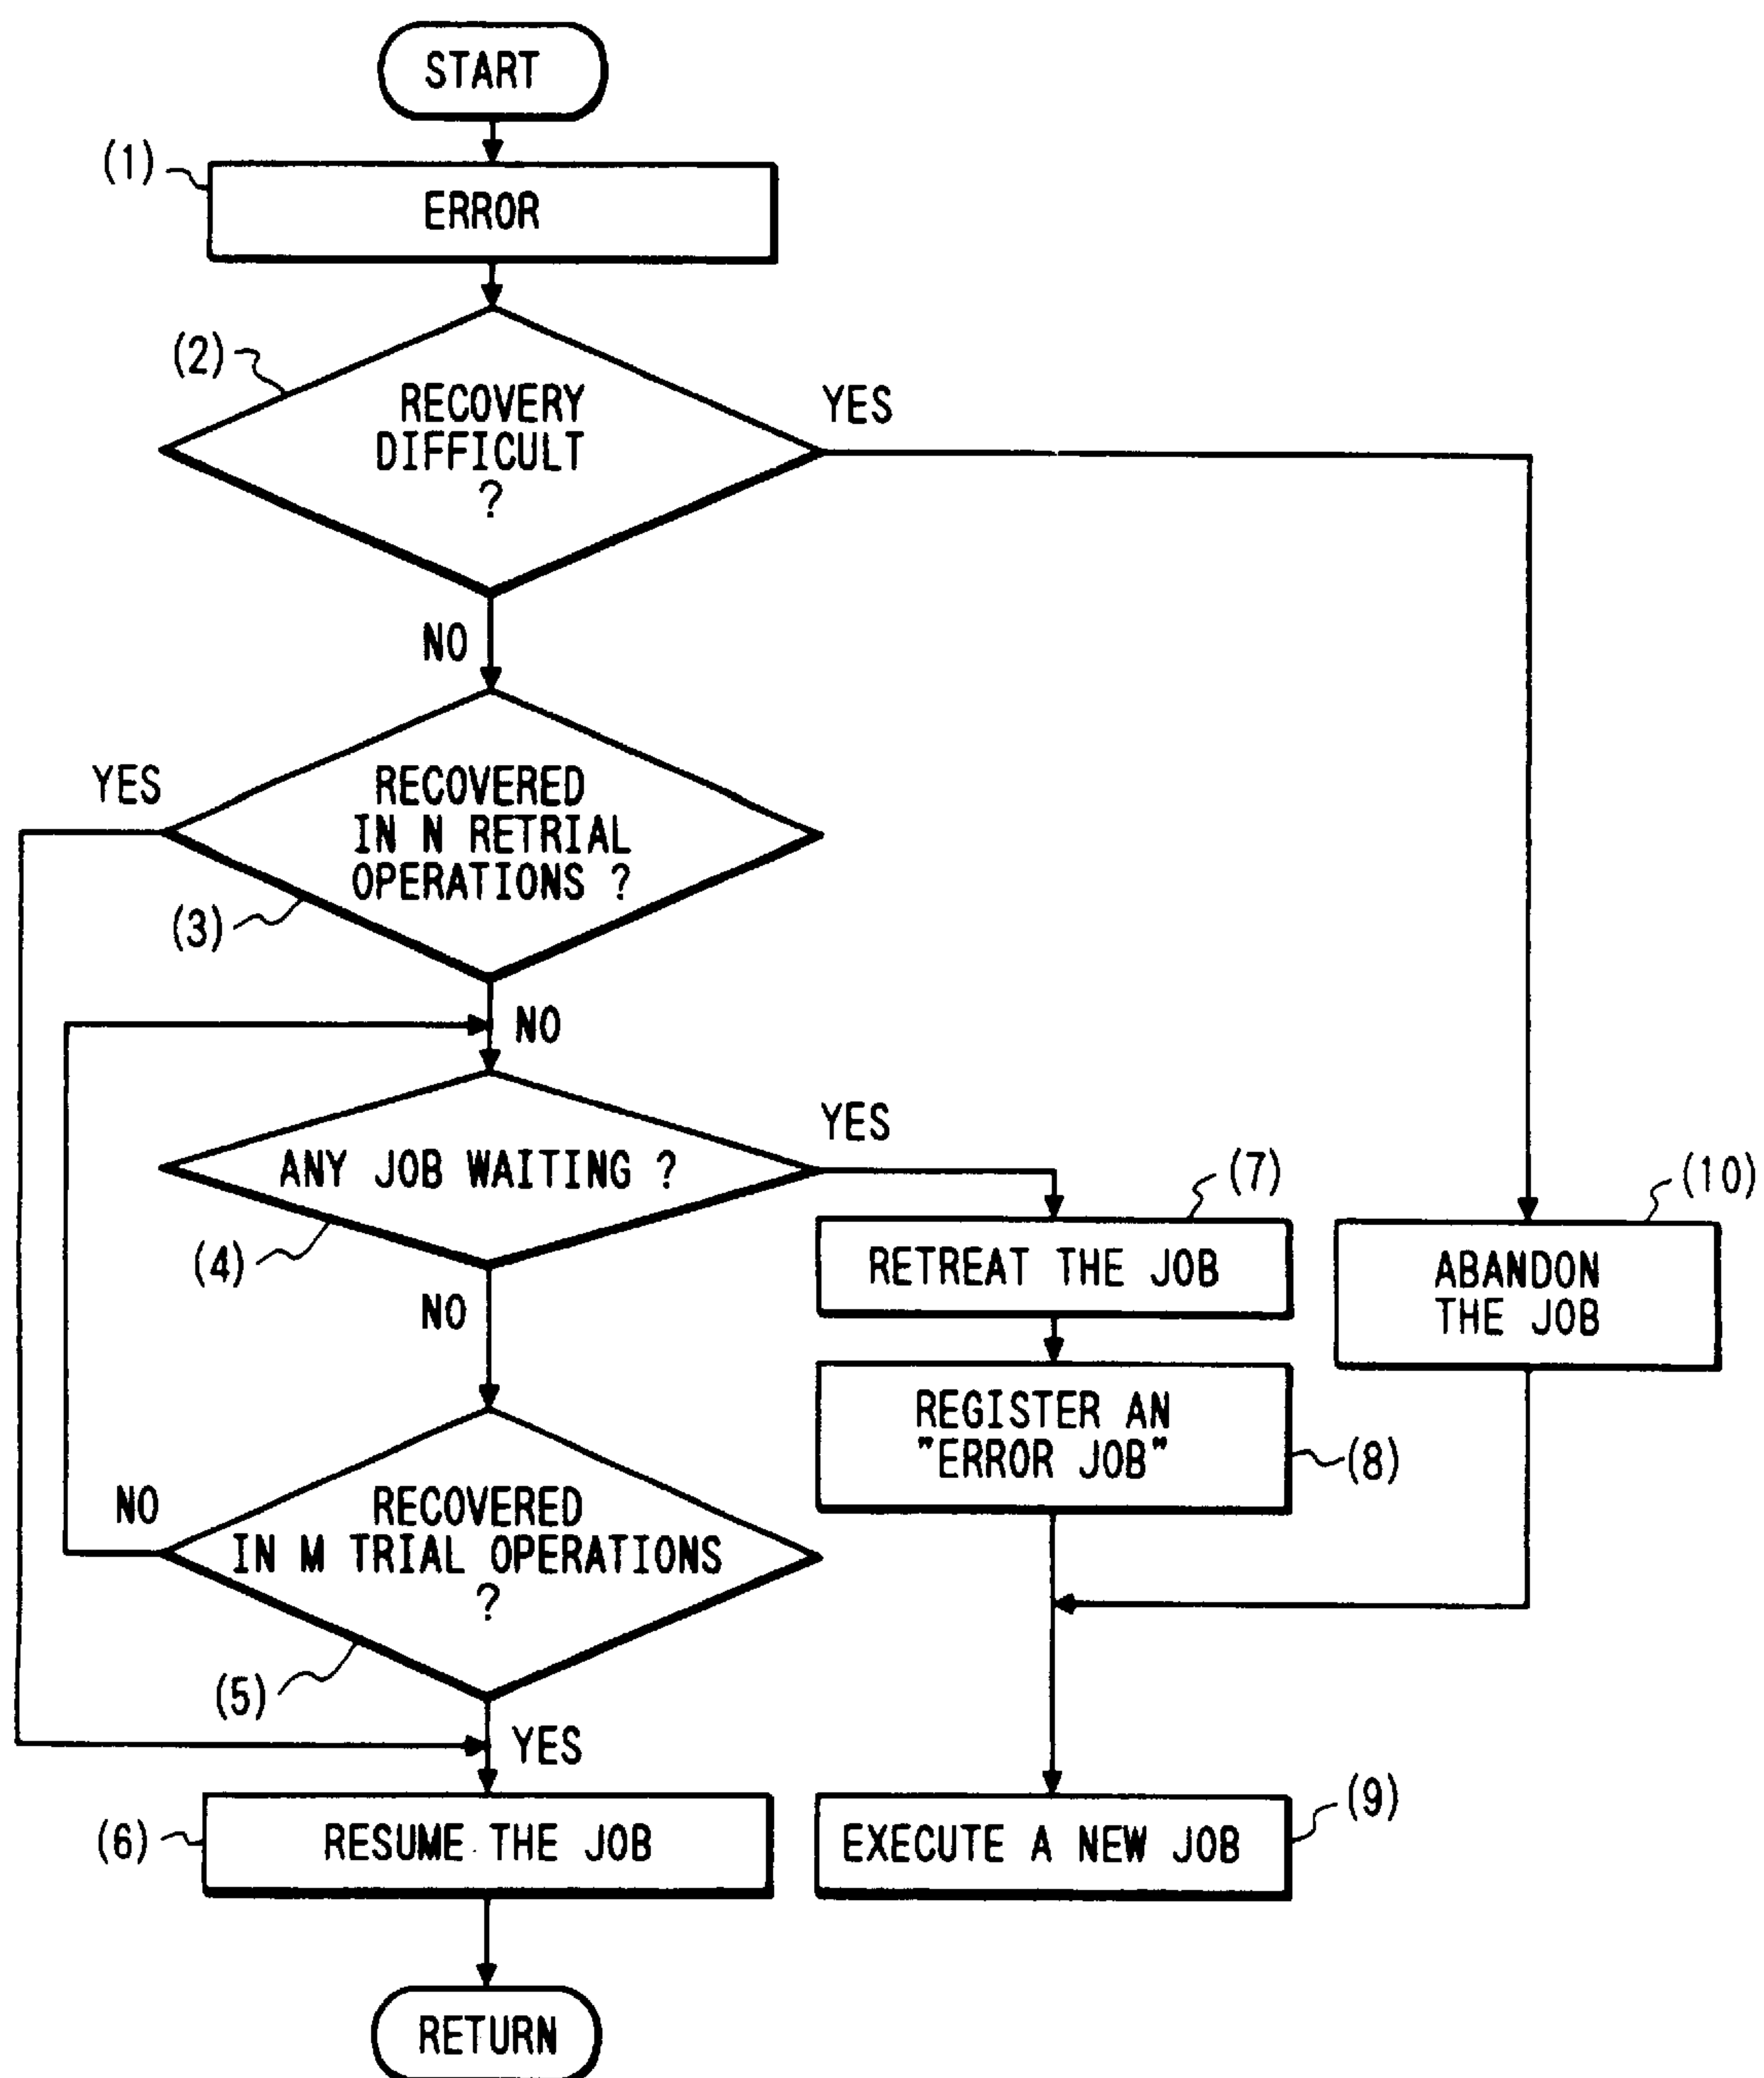 START
(1)
ERROR
(2)
RECOVERY
DIFFICULT
?
YES
NO
YES
RECOVERED
IN N RETRIAL
OPERATIONS ?
(3)
NO
ANY JOB WAITING ?
YES
(4)
NO
(7)
RETREAT THE JOB
(10)
ABANDON
THE JOB
REGISTER AN
"ERROR JOB"
(8)
NO
RECOVERED
IN M TRIAL OPERATIONS
?
(5)
YES
(6)
RESUME THE JOB
(9)
EXECUTE A NEW JOB
RETURN